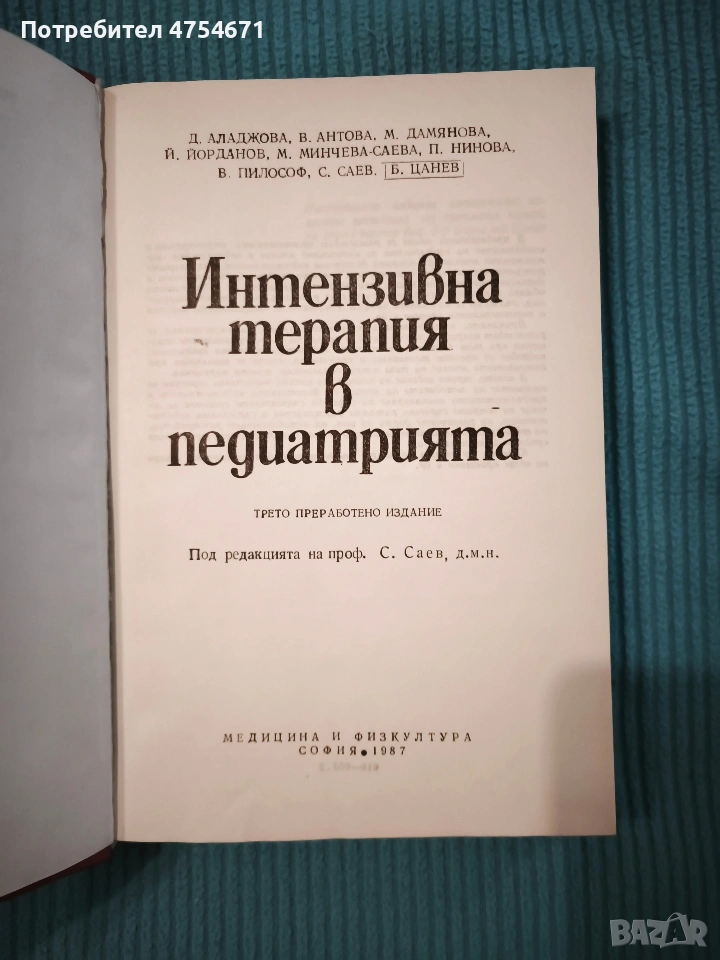 Потребител 4754671
Д. АЛАДЖОВА, В. АНТОВА, М. ДАМЯНОВА,
Й. ЙОРДАНОВ, М. МИНЧЕВА-САЕВА, П. НИНОВА,
В. ПИЛОСОФ, С. САЕВ, Б. ЦАНЕВ
Интензивна
терапия
в
педиатрията
ТРЕТО ПРЕРАБОТЕНО ИЗДАНИЕ
Под редакцията на проф. С. Саев, д.м.н.
МЕДИЦИНА И ФИЗКУЛТУРА
СОФИЯ • 1987
BAZAR